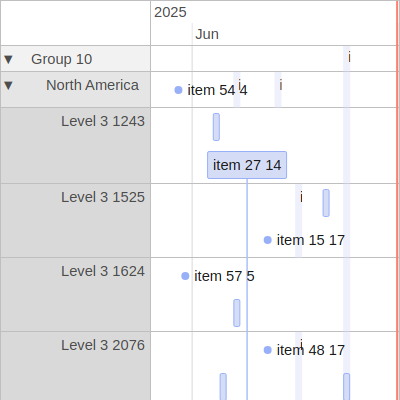 2025
Jun
▼ Group 10
i
▼ North America
item 54 4
i
i
Level 3 1243
item 27 14
Level 3 1525
i
item 15 17
Level 3 1624
item 57 5
Level 3 2076
item 48 17
i